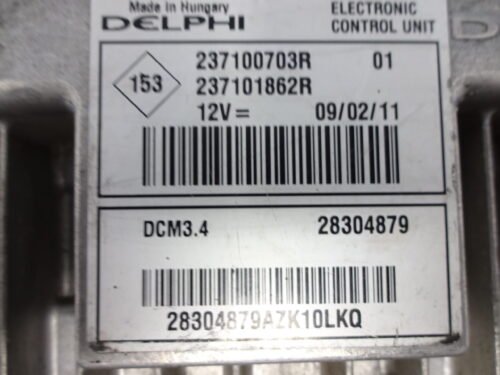 Made in Hungary
DELPHI
ELECTRONIC
CONTROL UNIT
D
153
237100703R 01
237101862R
12V= 09/02/11
DCM3.4 28304879
28304879AZK10LKQ